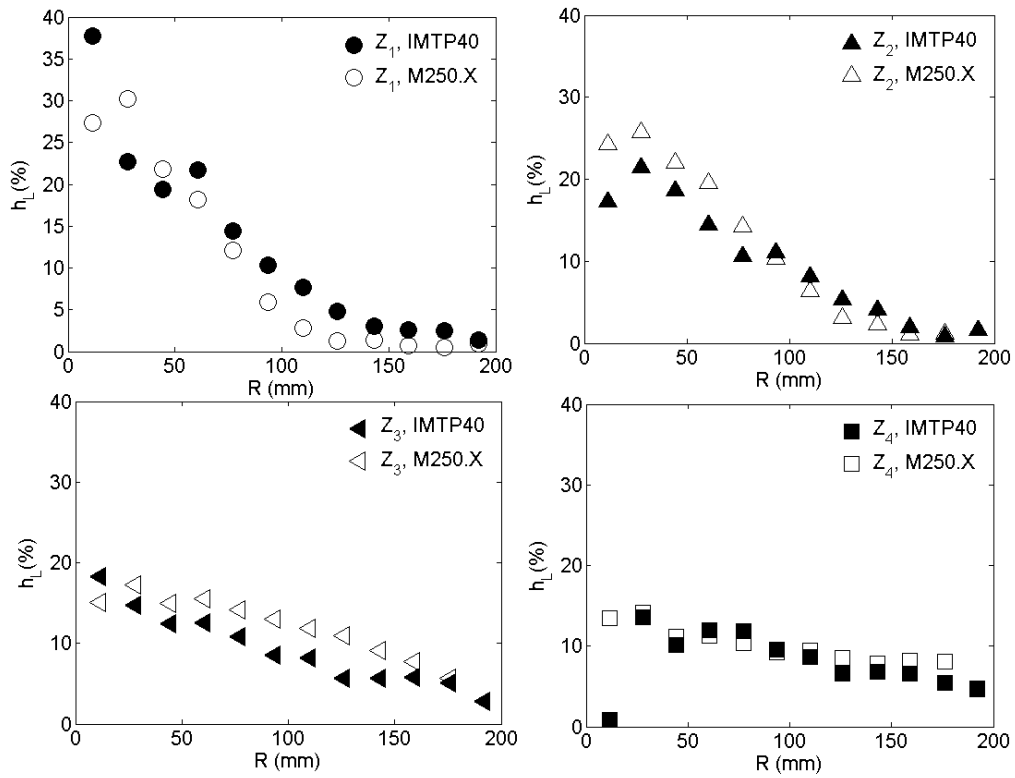 40
35
30
25
20
15
10
5
0
h_L(%)
0 50 100 150 200
R (mm)
Z_1, IMTP40
Z_1, M250.X
40
30
20
10
0
h_L(%)
0 50 100 150 200
R (mm)
Z_2, IMTP40
Z_2, M250.X
40
30
20
10
0
h_L(%)
0 50 100 150 200
R (mm)
Z_3, IMTP40
Z_3, M250.X
40
30
20
10
0
h_L(%)
0 50 100 150 200
R (mm)
Z_4, IMTP40
Z_4, M250.X